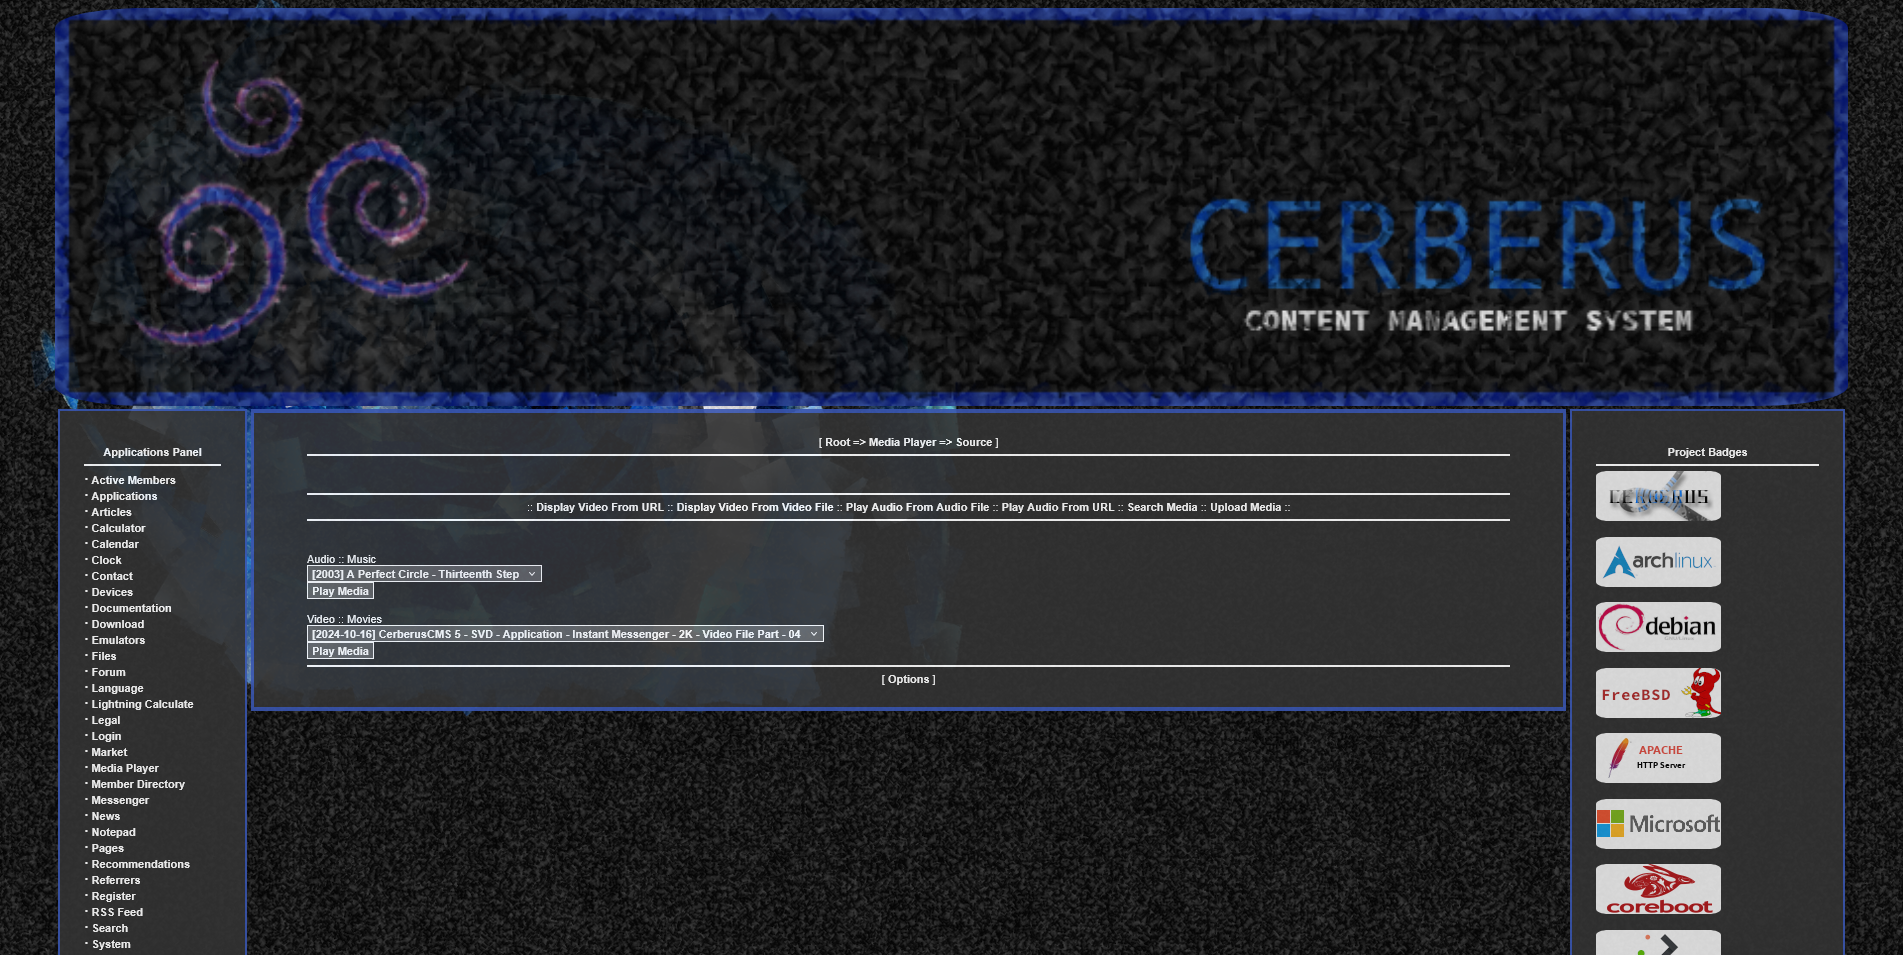 CERBERUS
CONTENT MANAGEMENT SYSTEM
Applications Panel
· Active Members
· Applications
· Articles
· Calculator
· Calendar
· Clock
· Contact
· Devices
· Documentation
· Download
· Emulators
· Files
· Forum
· Language
· Lightning Calculate
· Legal
· Login
· Market
· Media Player
· Member Directory
· Messenger
· News
· Notepad
· Pages
· Recommendations
· Referrers
· Register
· RSS Feed
· Search
· System
[ Root => Media Player => Source ]
:: Display Video From URL :: Display Video From Video File :: Play Audio From Audio File :: Play Audio From URL :: Search Media :: Upload Media ::
Audio :: Music
[2003] A Perfect Circle - Thirteenth Step
Play Media
Video :: Movies
[2024-10-16] CerberusCMS 5 - SVD - Application - Instant Messenger - 2K - Video File Part - 04
Play Media
[ Options ]
Project Badges
CERBERUS
archlinux
debian
FreeBSD
APACHE
HTTP Server
Microsoft
coreboot